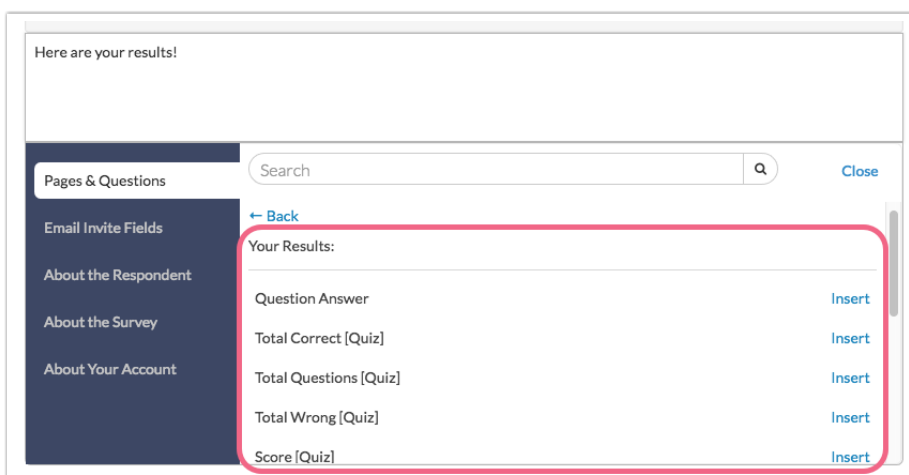 Here are your results!
Pages & Questions
Email Invite Fields
About the Respondent
About the Survey
About Your Account
Search
Close
← Back
Your Results:
Question Answer Insert
Total Correct [Quiz] Insert
Total Questions [Quiz] Insert
Total Wrong [Quiz] Insert
Score [Quiz] Insert